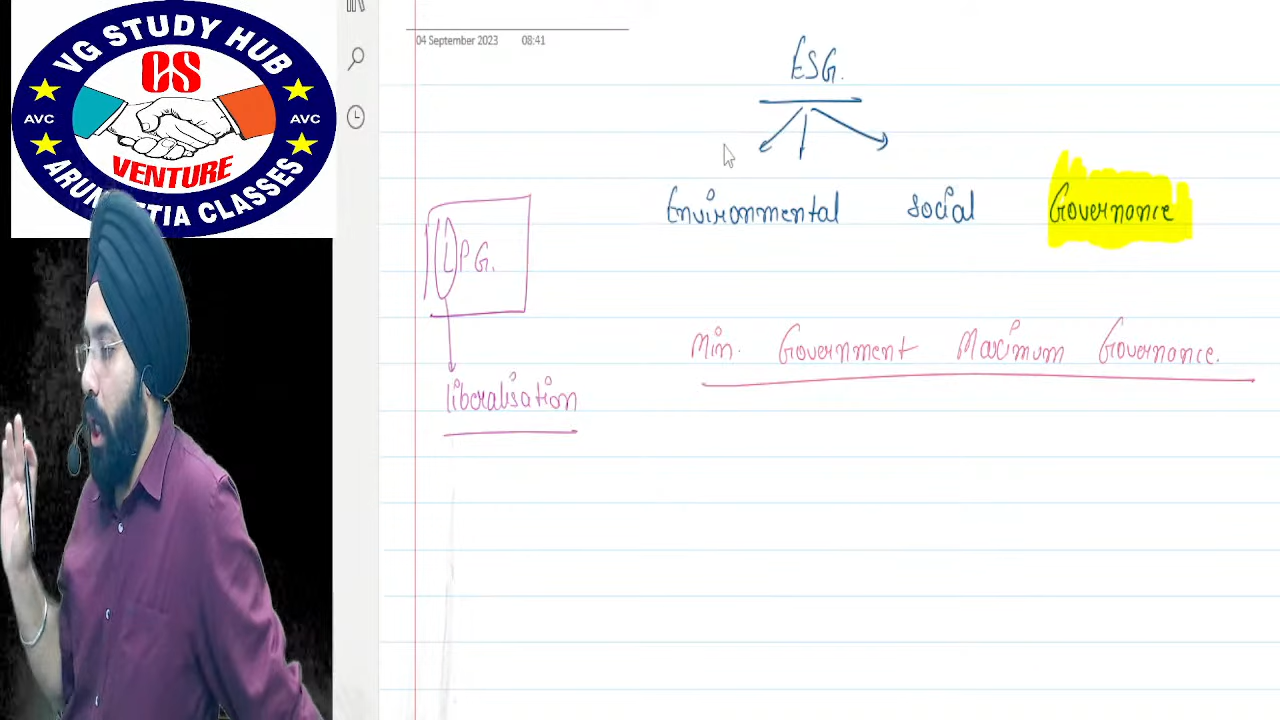 VG STUDY HUB
CS
AVC
AVC
VENTURE
04 September 2023 08:41
ESG.
Environmental Social Governance
LPG.
Min. Government Maximum Governance.
liberalisation